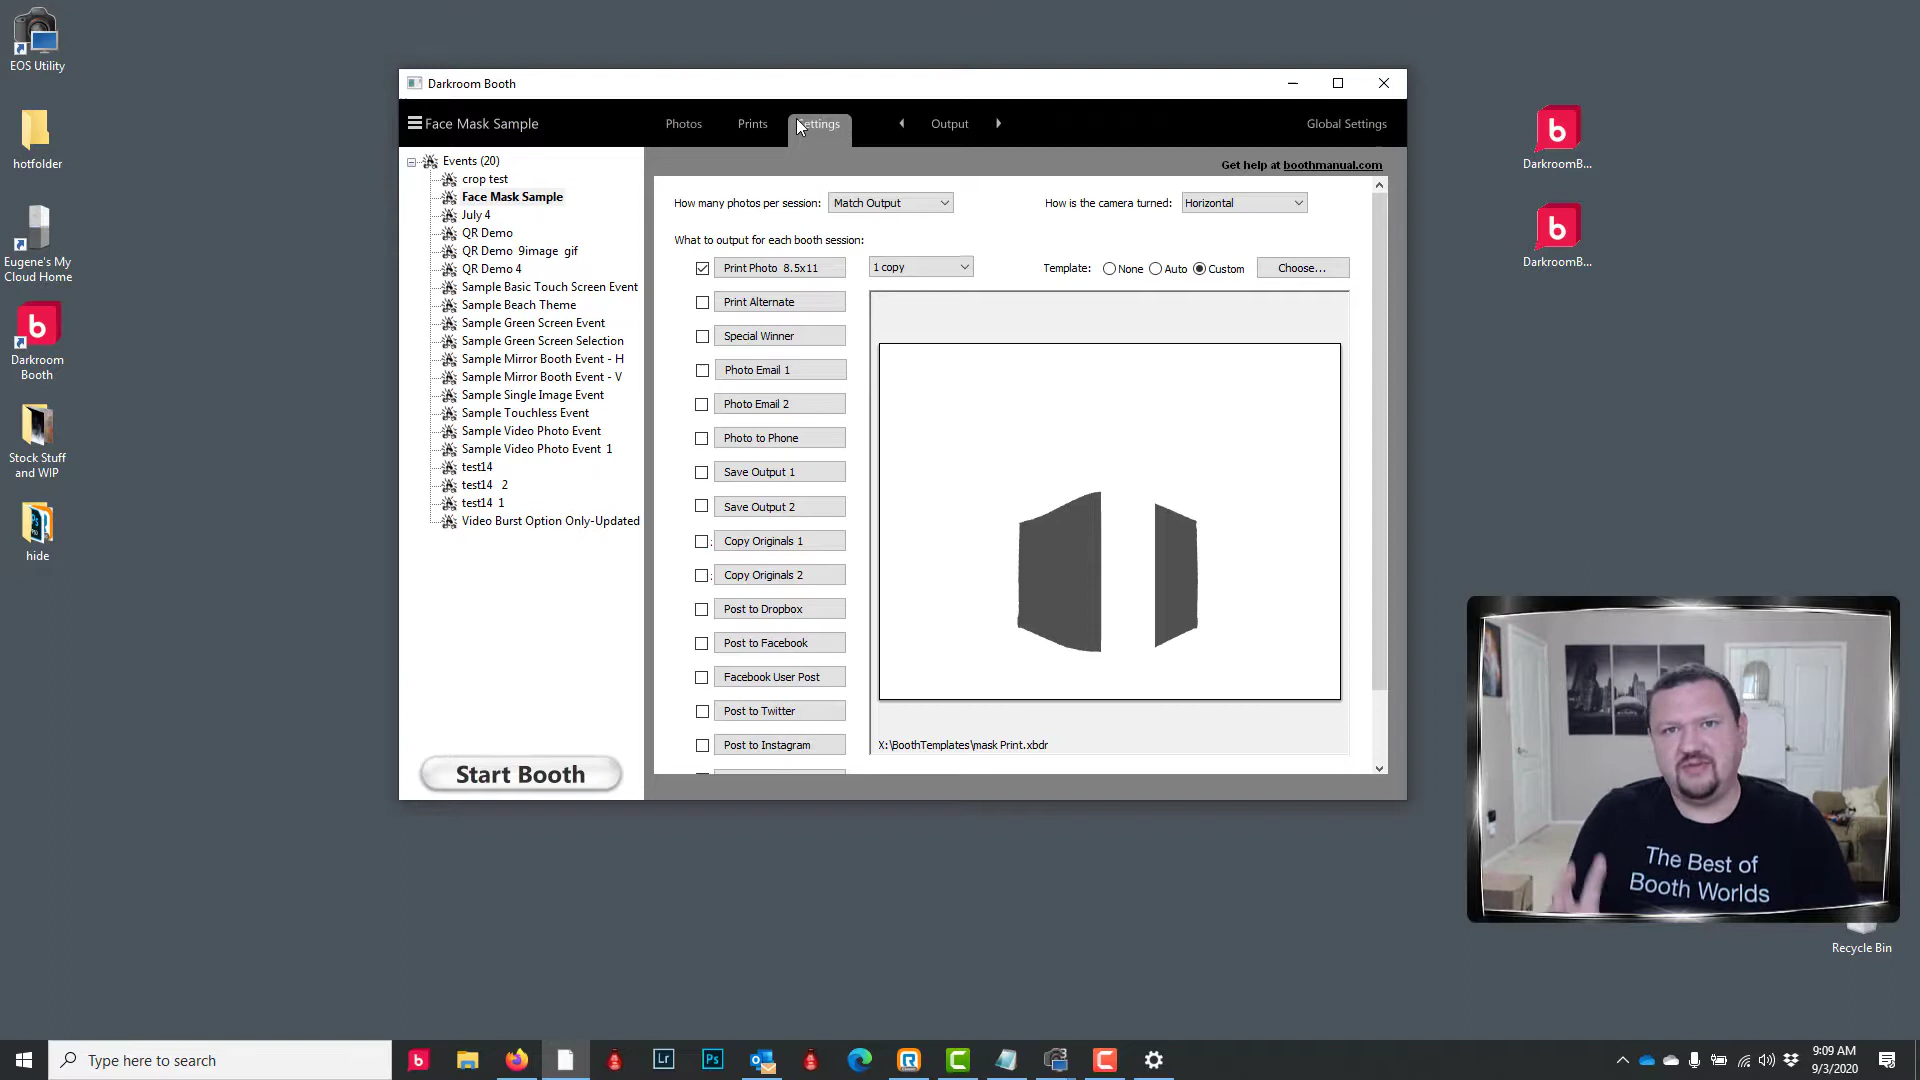 EOS Utility
hotfolder
Eugene's My
Cloud Home
Darkroom
Booth
Stock Stuff
and WIP
hide
Darkroom Booth
Face Mask Sample
Photos
Prints
Settings
Output
Global Settings
Get help at boothmanual.com
Events (20)
crop test
Face Mask Sample
July 4
QR Demo
QR Demo 9image gif
QR Demo 4
Sample Basic Touch Screen Event
Sample Beach Theme
Sample Green Screen Event
Sample Green Screen Selection
Sample Mirror Booth Event - H
Sample Mirror Booth Event - V
Sample Single Image Event
Sample Touchless Event
Sample Video Photo Event
Sample Video Photo Event 1
test14
test14 2
test14 1
Video Burst Option Only-Updated
Start Booth
How many photos per session: Match Output
How is the camera turned: Horizontal
What to output for each booth session:
Print Photo 8.5x11
1 copy
Template: None Auto Custom Choose...
Print Alternate
Special Winner
Photo Email 1
Photo Email 2
Photo to Phone
Save Output 1
Save Output 2
Copy Originals 1
Copy Originals 2
Post to Dropbox
Post to Facebook
Facebook User Post
Post to Twitter
Post to Instagram
X:\BoothTemplates\mask Print.xbdr
b
DarkroomB...
b
DarkroomB...
The Best of
Booth Worlds
Recycle Bin
Type here to search
Lr
Ps
9:09 AM
9/3/2020